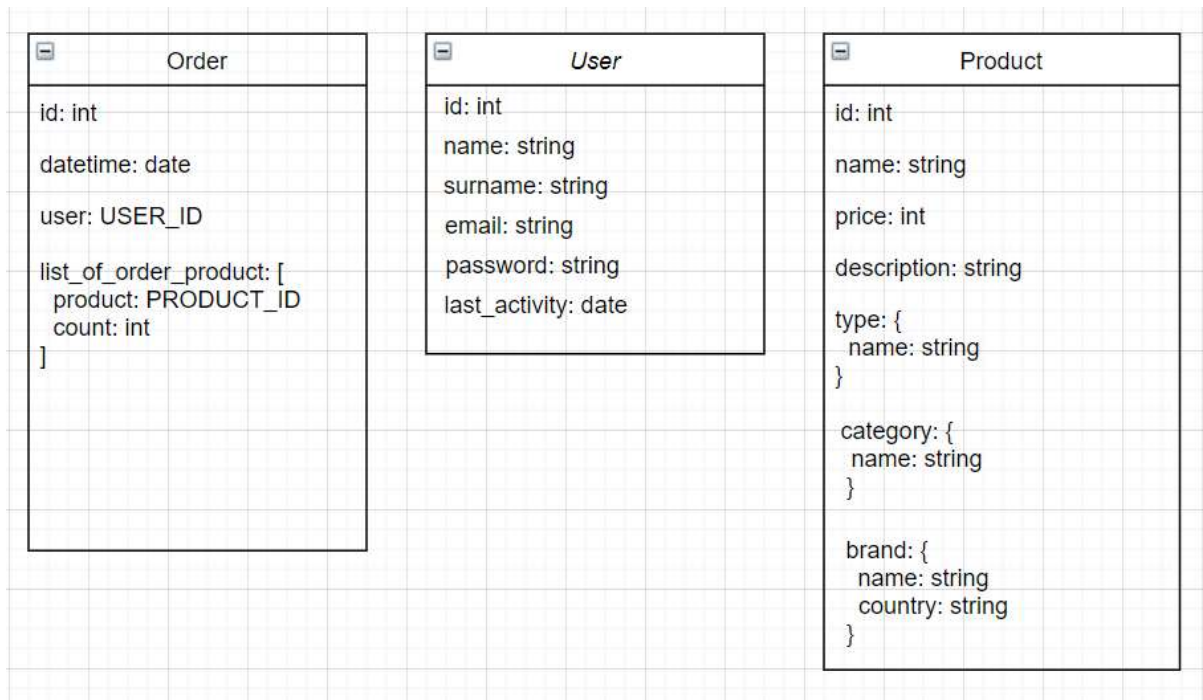 Order
id: int
datetime: date
user: USER_ID
list_of_order_product: [
product: PRODUCT_ID
count: int
]
User
id: int
name: string
surname: string
email: string
password: string
last_activity: date
Product
id: int
name: string
price: int
description: string
type: {
name: string
}
category: {
name: string
}
brand: {
name: string
country: string
}